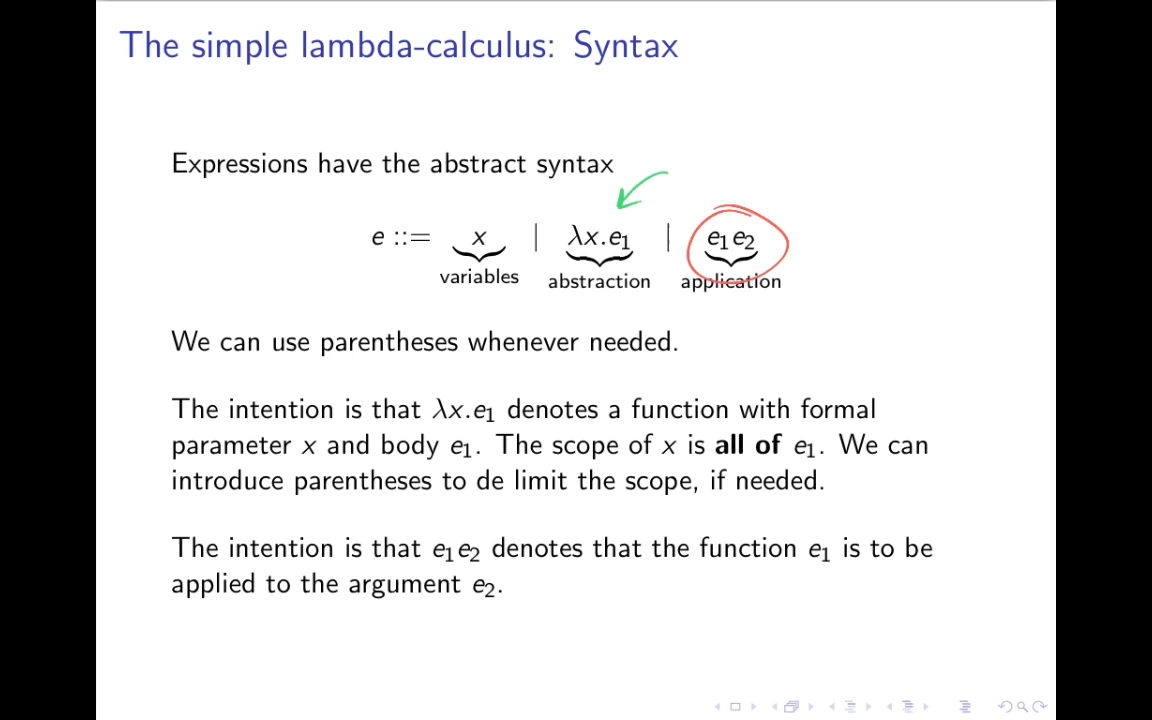 The simple lambda-calculus: Syntax
Expressions have the abstract syntax
e ::= x | λx.e₁ | e₁e₂
variables abstraction application
We can use parentheses whenever needed.
The intention is that λx.e₁ denotes a function with formal
parameter x and body e₁. The scope of x is all of e₁. We can
introduce parentheses to de limit the scope, if needed.
The intention is that e₁e₂ denotes that the function e₁ is to be
applied to the argument e₂.